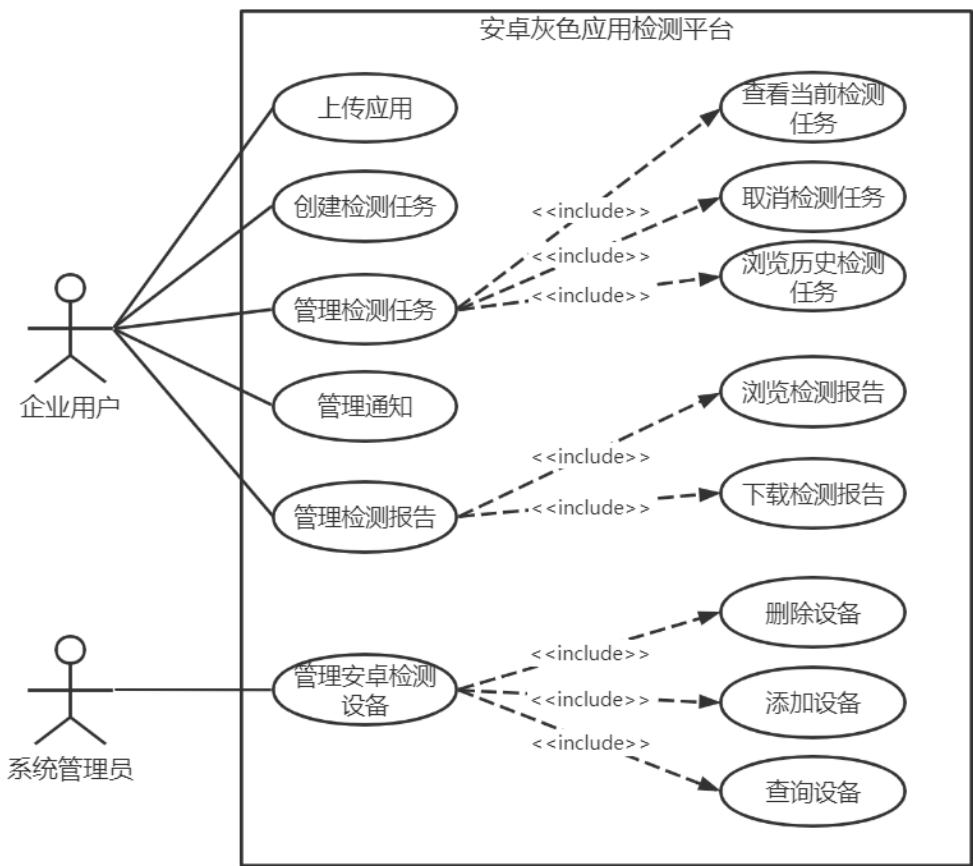 安卓灰色应用检测平台
上传应用
查看当前检测
任务
创建检测任务
取消检测任务
<<include>>
<<include>>
浏览历史检测
任务
<<include>>
管理检测任务
企业用户
管理通知
浏览检测报告
<<include>>
管理检测报告
<<include>>
下载检测报告
删除设备
<<include>>
管理安卓检测
设备
<<include>>
添加设备
<<include>>
系统管理员
查询设备